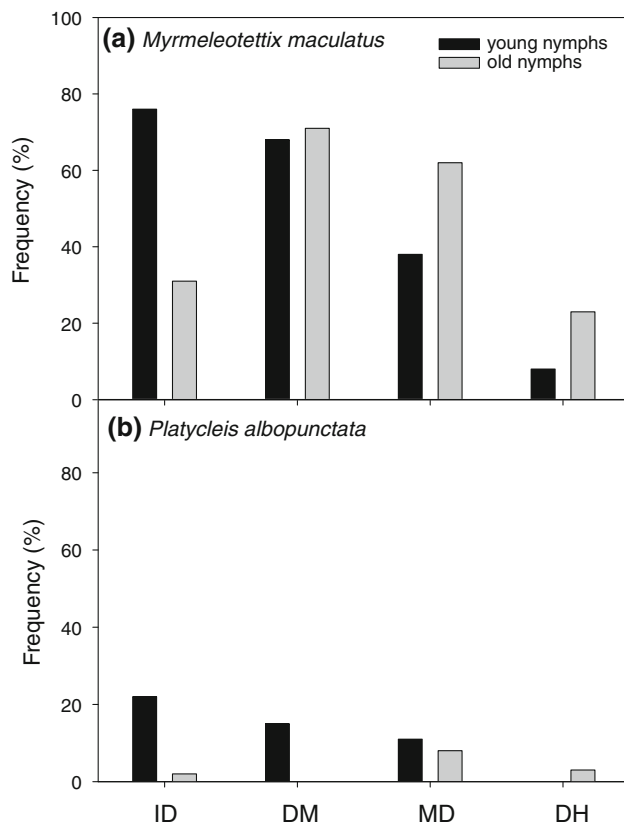 (a) Myrmeleotettix maculatus
young nymphs
old nymphs
Frequency (%)
100
80
60
40
20
0
(b) Platycleis albopunctata
Frequency (%)
80
60
40
20
0
ID DM MD DH